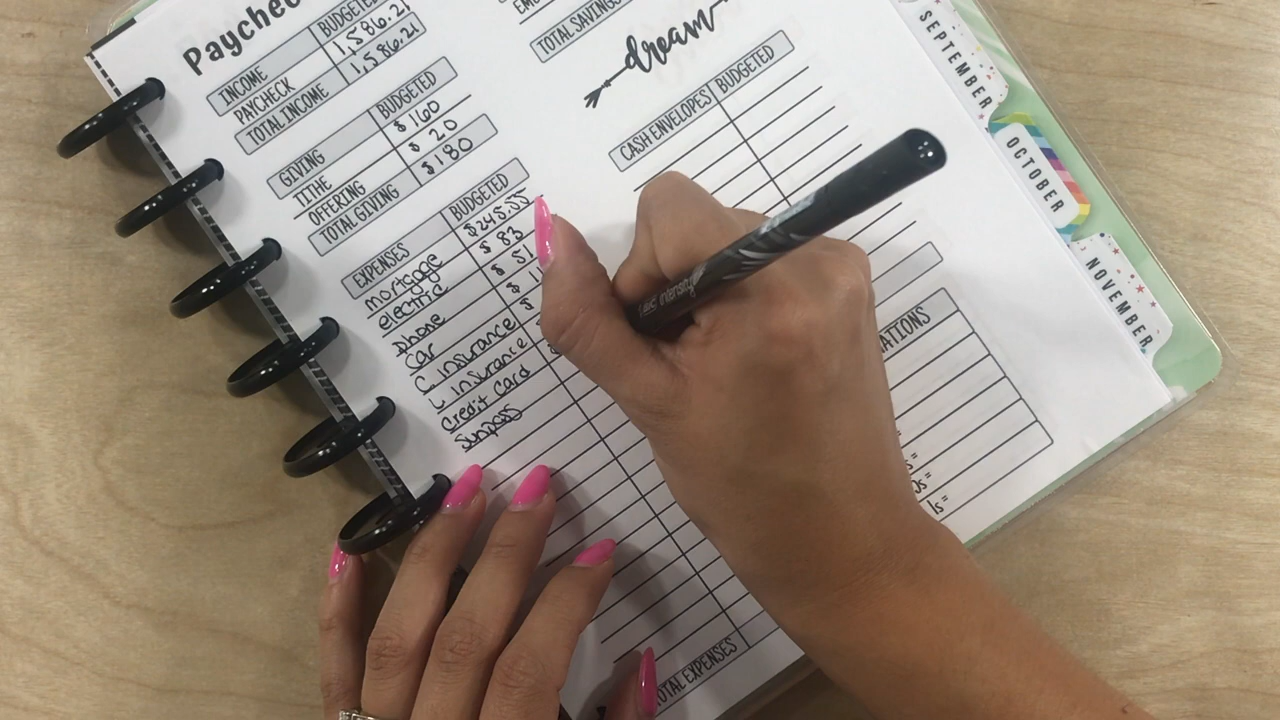 Paychec
INCOME BUDGETED
PAYCHECK 1,586.21
TOTAL INCOME 1,586.21
GIVING BUDGETED
TITHE $ 160
OFFERING $ 20
TOTAL GIVING $ 180
EXPENSES BUDGETED
mortgage $245.55
electric $ 83
phone $ 51
car $
C insurance $
L insurance
credit card
sunpass
TOTAL EXPENSES
TOTAL SAVINGS
dream
CASH ENVELOPES BUDGETED
ATIONS
1s"
BIC intensity
SEPTEMBER
OCTOBER
NOVEMBER